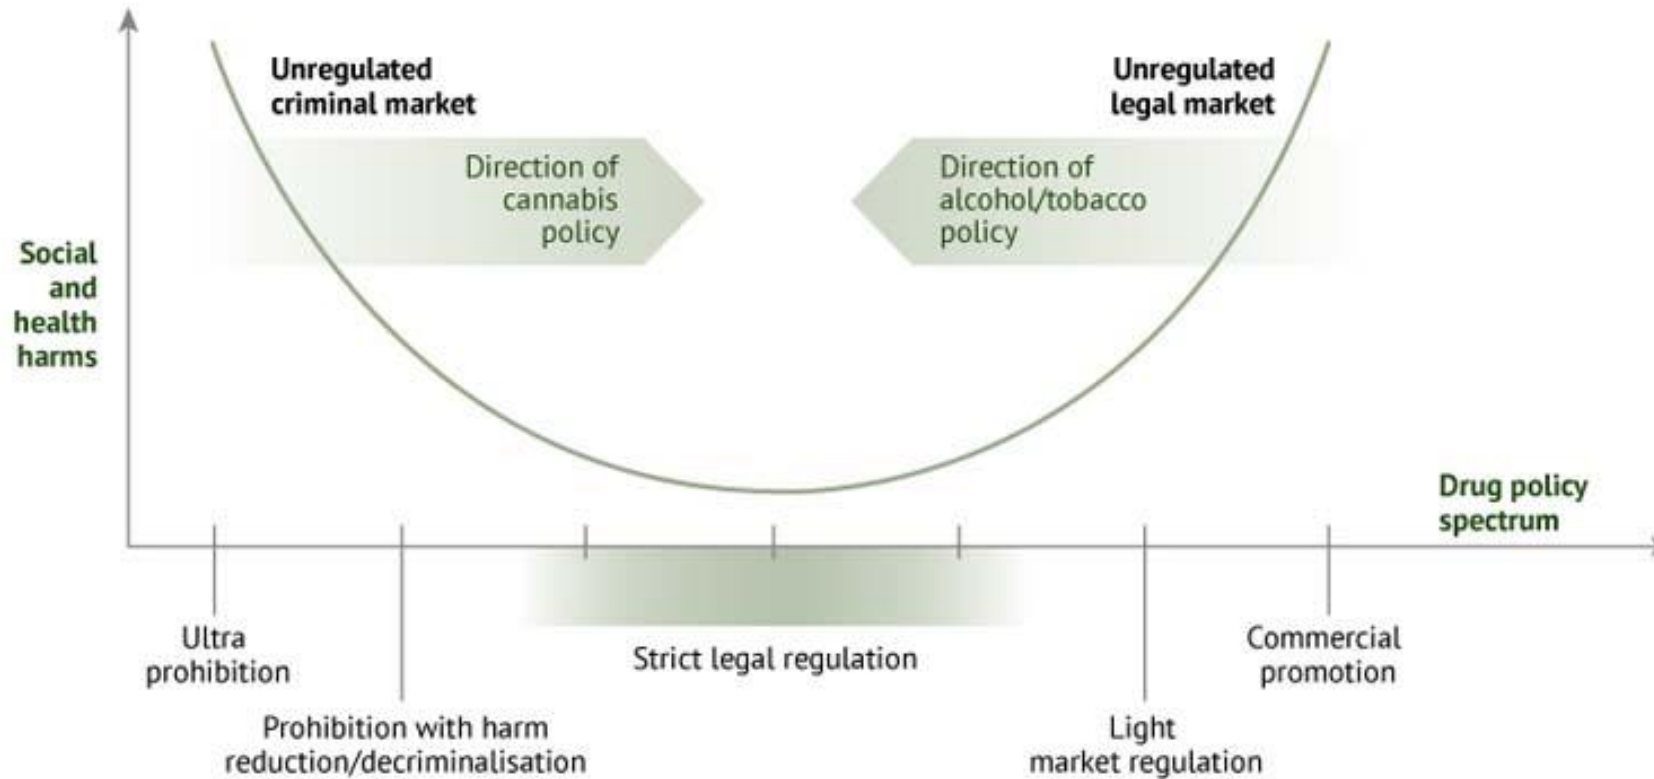 Unregulated
criminal market
Unregulated
legal market
Direction of
cannabis
policy
Direction of
alcohol/tobacco
policy
Social
and
health
harms
Drug policy
spectrum
Ultra
prohibition
Prohibition with harm
reduction/decriminalisation
Strict legal regulation
Light
market regulation
Commercial
promotion